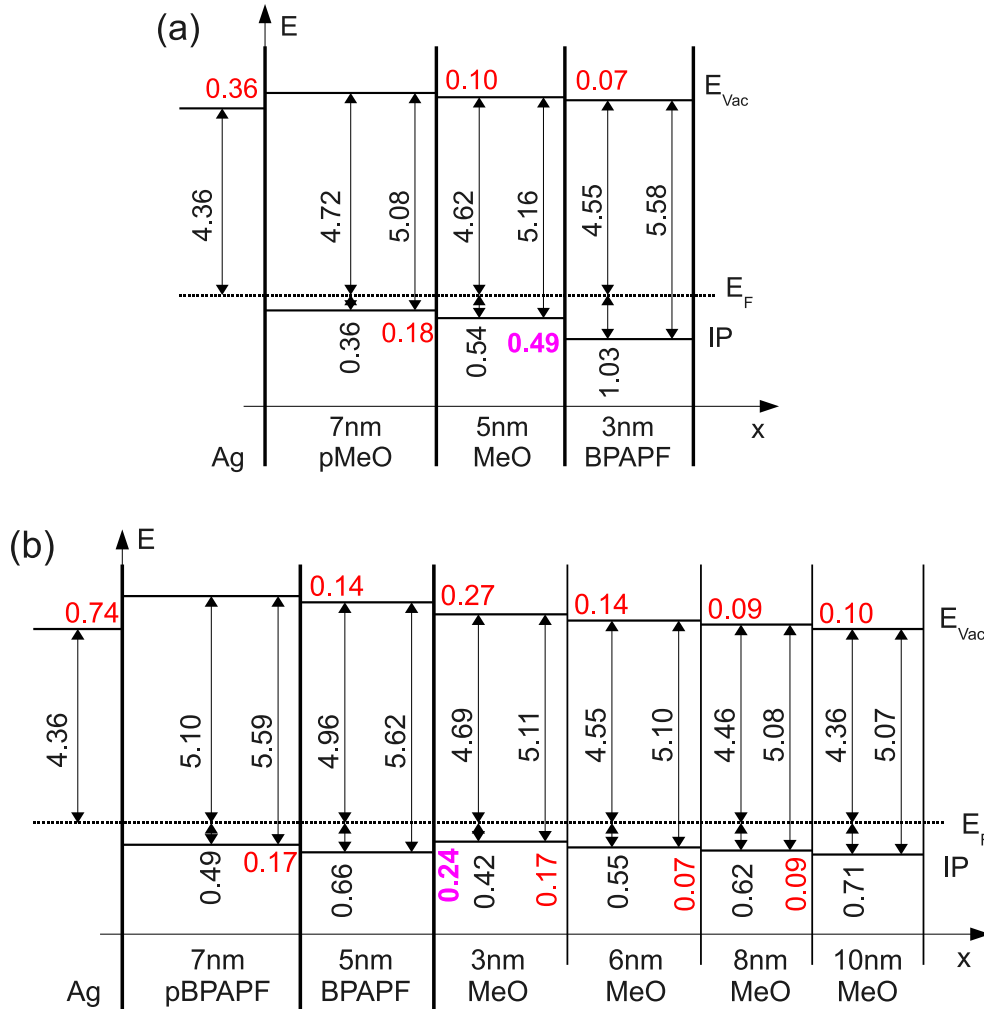 (a)
E
0.36
0.10
0.07
E_Vac
4.36
4.72
5.08
4.62
5.16
4.55
5.58
E_F
0.36
0.18
0.54
0.49
1.03
IP
x
7nm
5nm
3nm
Ag
pMeO
MeO
BPAPF
(b)
E
0.74
0.14
0.27
0.14
0.09
0.10
E_Vac
4.36
5.10
5.59
4.96
5.62
4.69
5.11
4.55
5.10
4.46
5.08
4.36
5.07
E_F
0.49
0.17
0.66
0.24
0.42
0.17
0.55
0.07
0.62
0.09
0.71
IP
x
7nm
5nm
3nm
6nm
8nm
10nm
Ag
pBPAPF
BPAPF
MeO
MeO
MeO
MeO